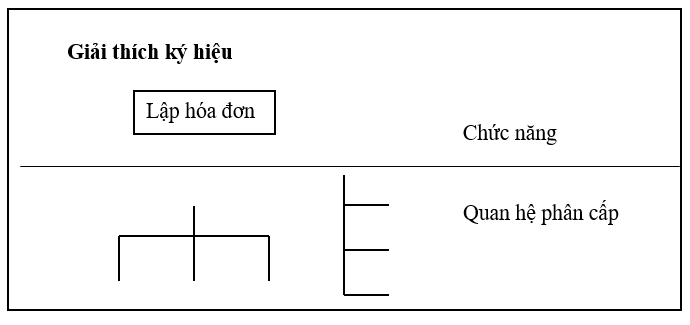 Giải thích ký hiệu
Lập hóa đơn
Chức năng
Quan hệ phân cấp